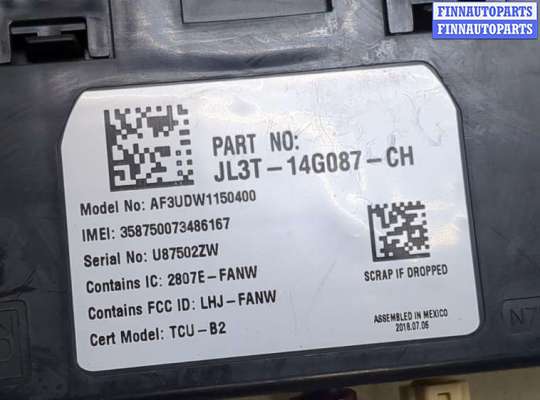 FINNAUTOPARTS
FINNAUTOPARTS
PART NO:
JL3T-14G087-CH
Model No: AF3UDW1150400
IMEI: 358750073486167
Serial No: U87502ZW
Contains IC: 2807E-FANW
Contains FCC ID: LHJ-FANW
Cert Model: TCU-B2
SCRAP IF DROPPED
ASSEMBLED IN MEXICO
2018.07.06